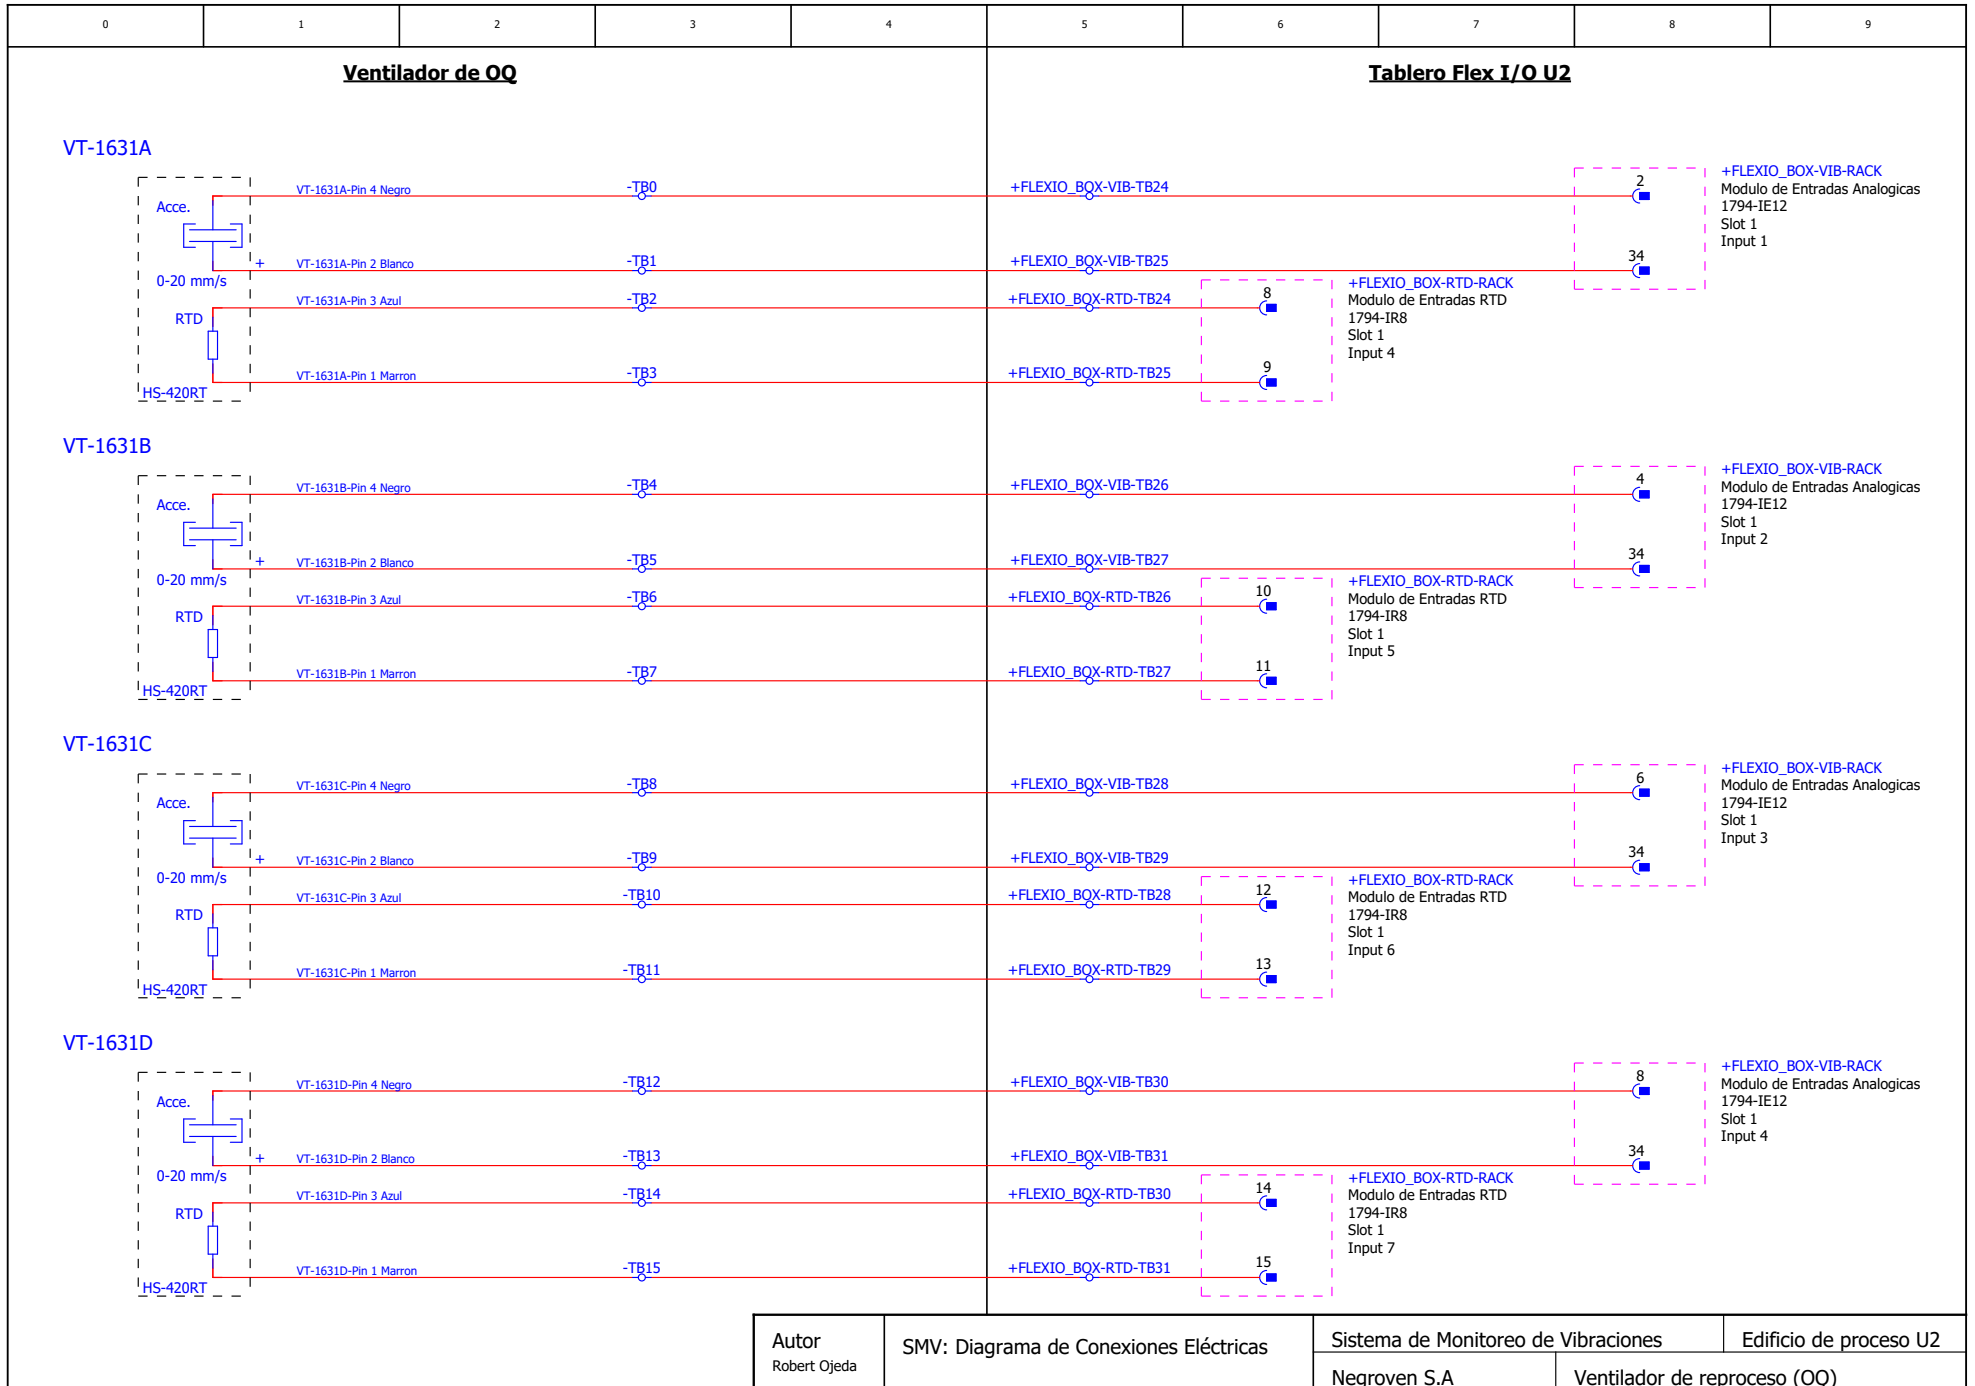 0 1 2 3 4 5 6 7 8 9
Ventilador de OQ
Tablero Flex I/O U2
VT-1631A
Acce.
0-20 mm/s
RTD
HS-420RT
+
VT-1631A-Pin 4 Negro
-TB0
+FLEXIO_BOX-VIB-TB24
2
VT-1631A-Pin 2 Blanco
-TB1
+FLEXIO_BOX-VIB-TB25
34
+FLEXIO_BOX-VIB-RACK
Modulo de Entradas Analogicas
1794-IE12
Slot 1
Input 1
VT-1631A-Pin 3 Azul
-TB2
+FLEXIO_BOX-RTD-TB24
8
VT-1631A-Pin 1 Marron
-TB3
+FLEXIO_BOX-RTD-TB25
9
+FLEXIO_BOX-RTD-RACK
Modulo de Entradas RTD
1794-IR8
Slot 1
Input 4
VT-1631B
Acce.
0-20 mm/s
RTD
HS-420RT
+
VT-1631B-Pin 4 Negro
-TB4
+FLEXIO_BOX-VIB-TB26
4
VT-1631B-Pin 2 Blanco
-TB5
+FLEXIO_BOX-VIB-TB27
34
+FLEXIO_BOX-VIB-RACK
Modulo de Entradas Analogicas
1794-IE12
Slot 1
Input 2
VT-1631B-Pin 3 Azul
-TB6
+FLEXIO_BOX-RTD-TB26
10
VT-1631B-Pin 1 Marron
-TB7
+FLEXIO_BOX-RTD-TB27
11
+FLEXIO_BOX-RTD-RACK
Modulo de Entradas RTD
1794-IR8
Slot 1
Input 5
VT-1631C
Acce.
0-20 mm/s
RTD
HS-420RT
+
VT-1631C-Pin 4 Negro
-TB8
+FLEXIO_BOX-VIB-TB28
6
VT-1631C-Pin 2 Blanco
-TB9
+FLEXIO_BOX-VIB-TB29
34
+FLEXIO_BOX-VIB-RACK
Modulo de Entradas Analogicas
1794-IE12
Slot 1
Input 3
VT-1631C-Pin 3 Azul
-TB10
+FLEXIO_BOX-RTD-TB28
12
VT-1631C-Pin 1 Marron
-TB11
+FLEXIO_BOX-RTD-TB29
13
+FLEXIO_BOX-RTD-RACK
Modulo de Entradas RTD
1794-IR8
Slot 1
Input 6
VT-1631D
Acce.
0-20 mm/s
RTD
HS-420RT
+
VT-1631D-Pin 4 Negro
-TB12
+FLEXIO_BOX-VIB-TB30
8
VT-1631D-Pin 2 Blanco
-TB13
+FLEXIO_BOX-VIB-TB31
34
+FLEXIO_BOX-VIB-RACK
Modulo de Entradas Analogicas
1794-IE12
Slot 1
Input 4
VT-1631D-Pin 3 Azul
-TB14
+FLEXIO_BOX-RTD-TB30
14
VT-1631D-Pin 1 Marron
-TB15
+FLEXIO_BOX-RTD-TB31
15
+FLEXIO_BOX-RTD-RACK
Modulo de Entradas RTD
1794-IR8
Slot 1
Input 7
Autor
Robert Ojeda
SMV: Diagrama de Conexiones Eléctricas
Sistema de Monitoreo de Vibraciones
Edificio de proceso U2
Negroven S.A
Ventilador de reproceso (OQ)